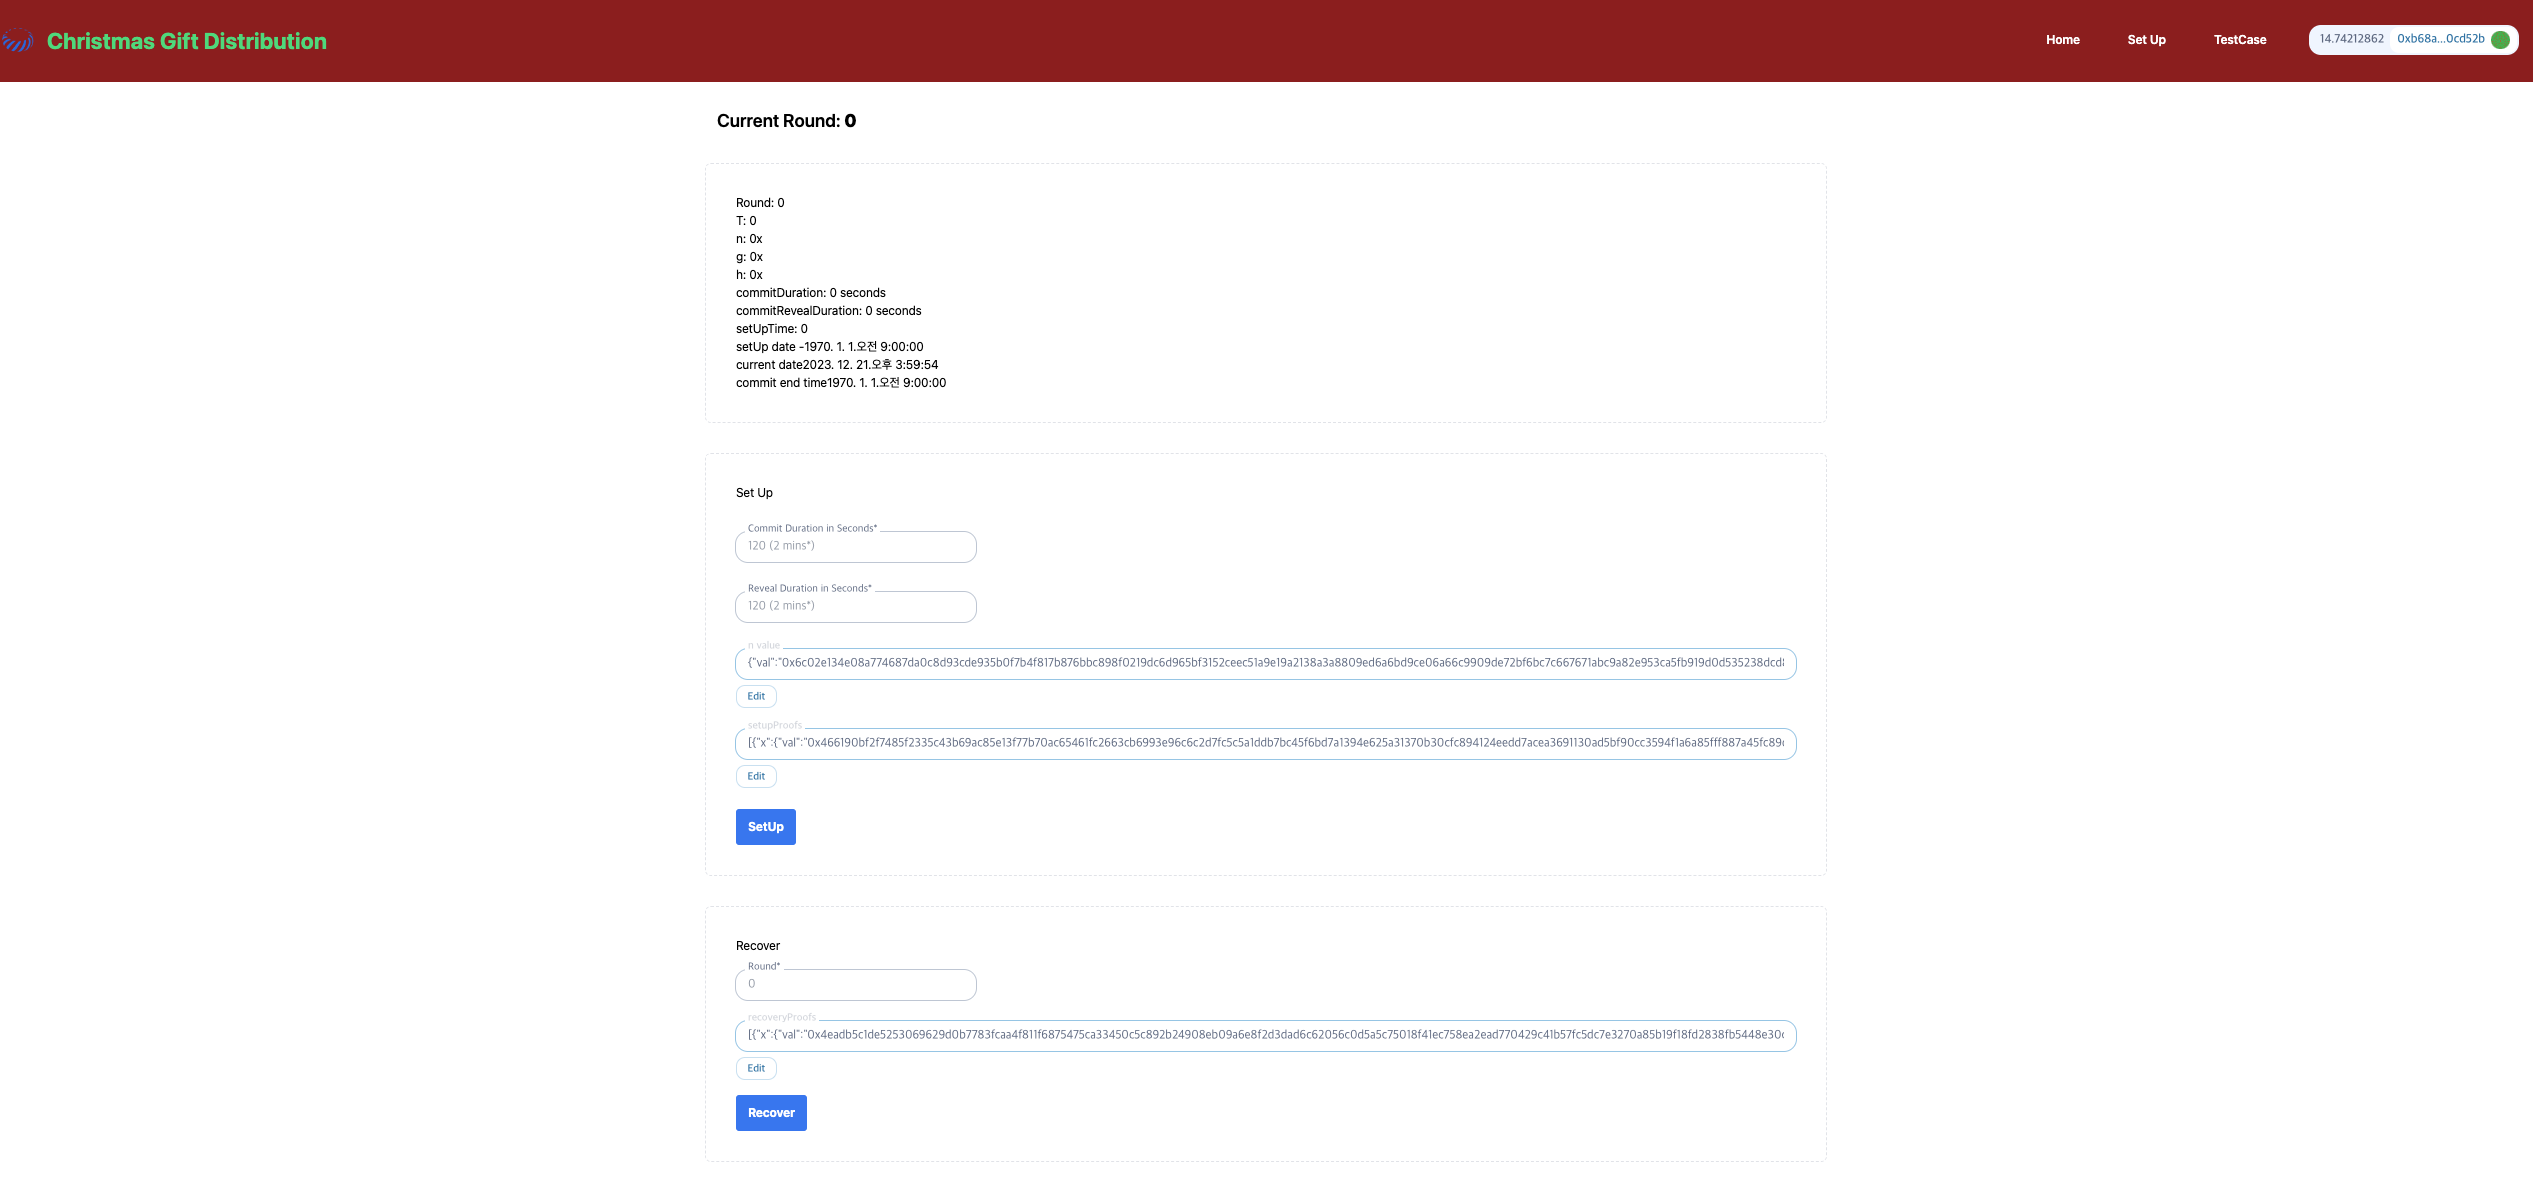 Christmas Gift Distribution
Home
Set Up
TestCase
14.74212862
0xb68a...0cd52b
Current Round: 0
Round: 0
T: 0
n: 0x
g: 0x
h: 0x
commitDuration: 0 seconds
commitRevealDuration: 0 seconds
setUpTime: 0
setUp date -1970. 1. 1.오전 9:00:00
current date2023. 12. 21.오후 3:59:54
commit end time1970. 1. 1.오전 9:00:00
Set Up
Commit Duration in Seconds*
120 (2 mins*)
Reveal Duration in Seconds*
120 (2 mins*)
n value
{"val":"0x6c02e134e08a774687da0c8d93cde935b0f7b4f817b876bbc898f0219dc6d965bf3152ceec51a9e19a2138a3a8809ed6a6bd9ce06a66c9909de72bf6bc7c667671abc9a82e953ca5fb919d0d535238dcd8
Edit
setupProofs
[{"x":{"val":"0x466190bf2f7485f2335c43b69ac85e13f77b70ac65461fc2663cb6993e96c6c2d7fc5c5a1ddb7bc45f6bd7a1394e625a31370b30cfc894124eedd7acea3691130ad5bf90cc3594f1a6a85fff887a45fc89
Edit
SetUp
Recover
Round*
0
recoveryProofs
[{"x":{"val":"0x4eadb5c1de5253069629d0b7783fcaa4f811f6875475ca33450c5c892b24908eb09a6e8f2d3dad6c62056c0d5a5c75018f41ec758ea2ead770429c41b57fc5dc7e3270a85b19f18fd2838fb5448e30
Edit
Recover